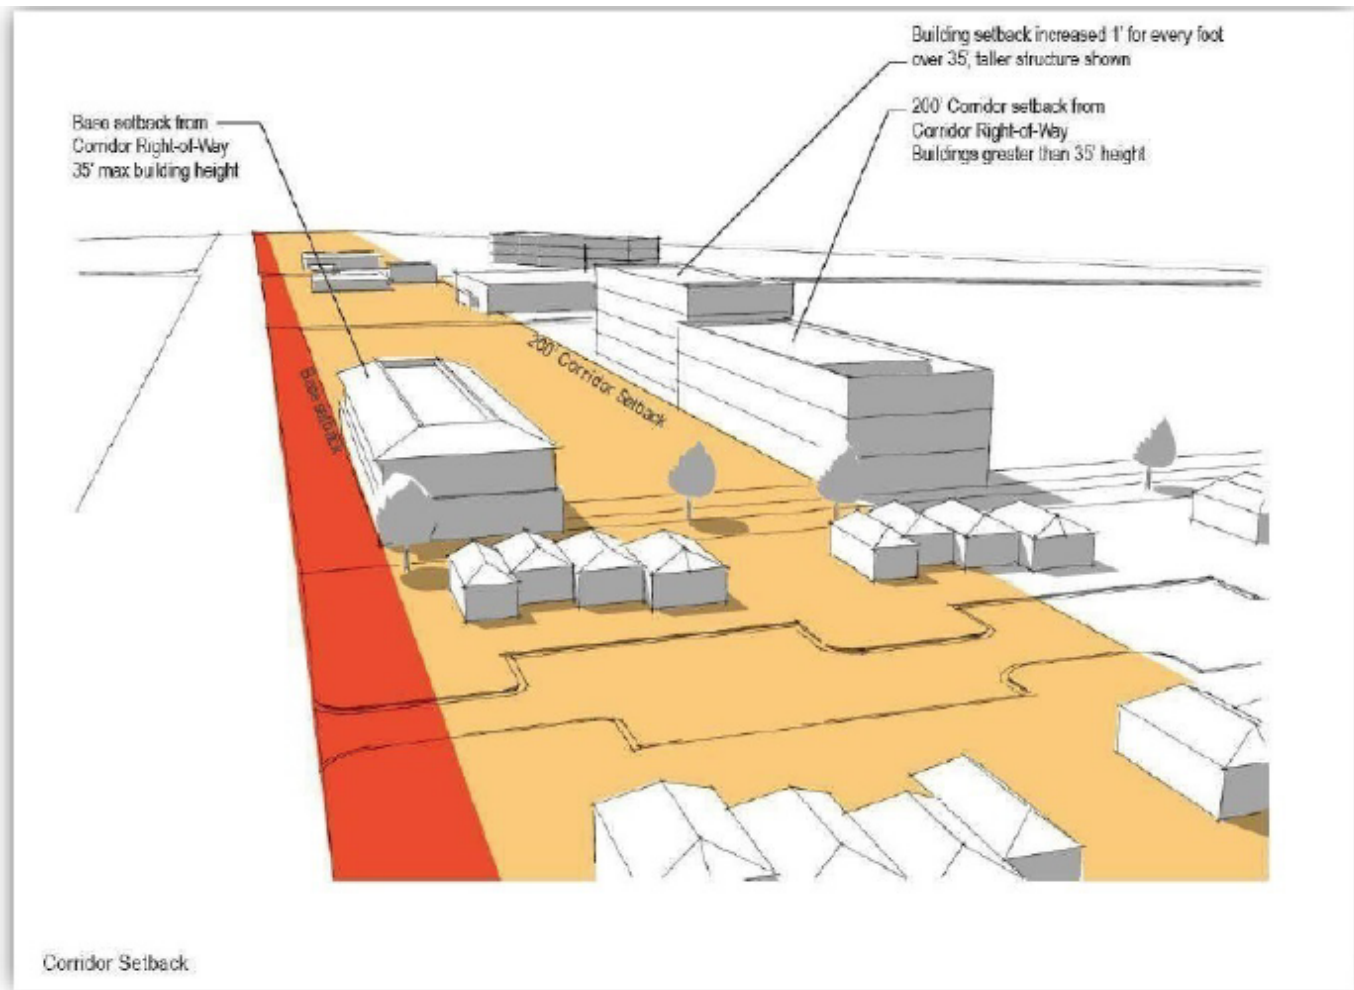 Building setback increased 1' for every foot
over 35', taller structure shown
Base setback from
Corridor Right-of-Way
35' max building height
200' Corridor setback from
Corridor Right-of-Way
Buildings greater than 35' height
200' Corridor Setback
Base setback
Corridor Setback